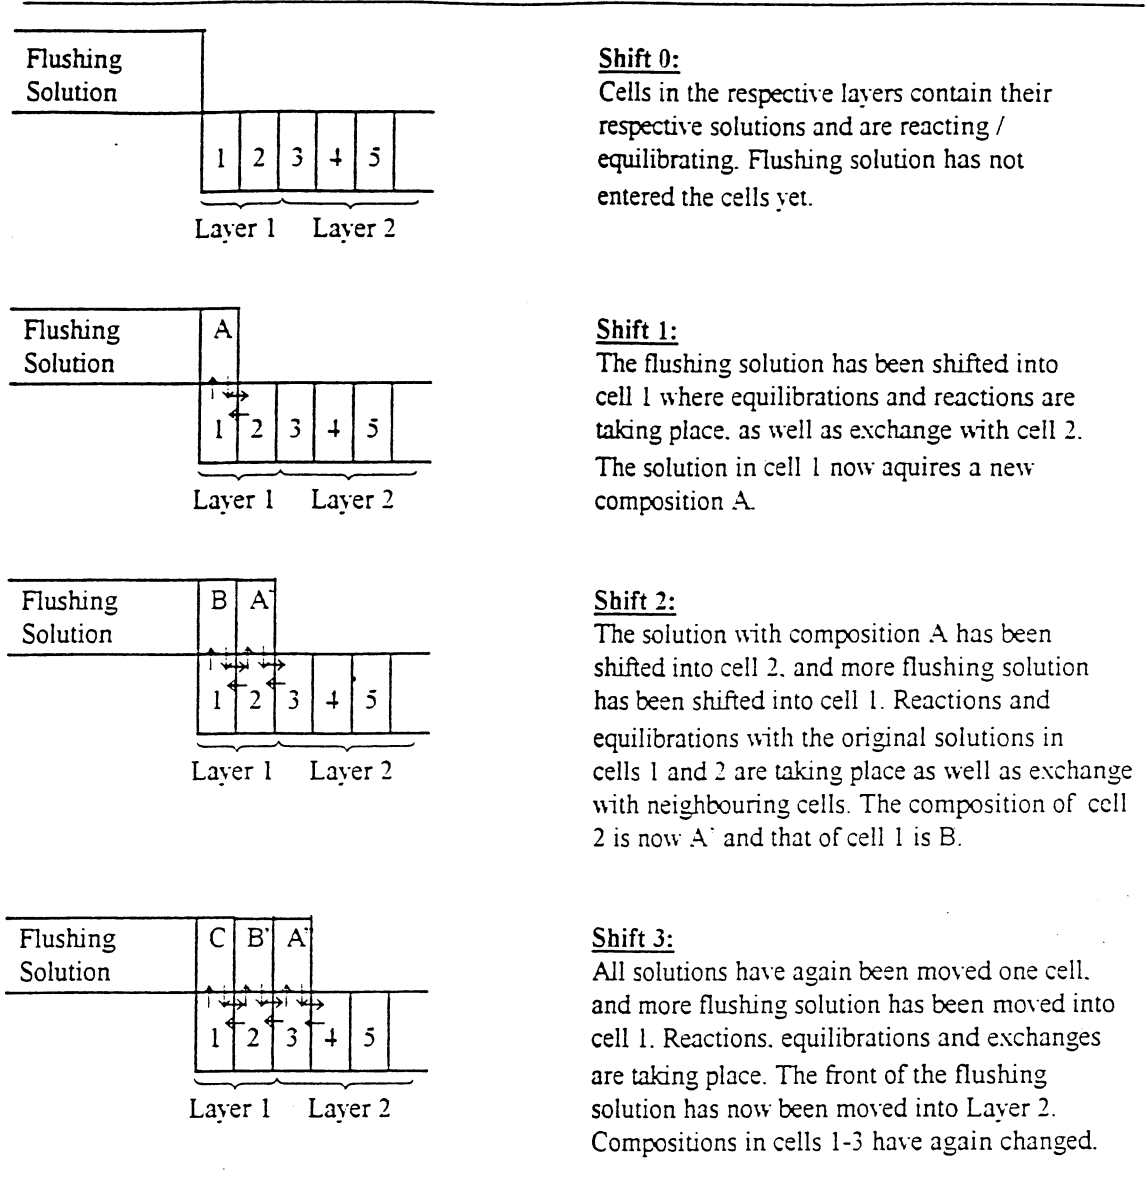 Flushing
Solution
1 2 3 4 5
Layer 1 Layer 2
Shift 0:
Cells in the respective layers contain their
respective solutions and are reacting /
equilibrating. Flushing solution has not
entered the cells yet.
Flushing
Solution
A
1 2 3 4 5
Layer 1 Layer 2
Shift 1:
The flushing solution has been shifted into
cell 1 where equilibrations and reactions are
taking place. as well as exchange with cell 2.
The solution in cell 1 now aquires a new
composition A.
Flushing
Solution
B A'
1 2 3 4 5
Layer 1 Layer 2
Shift 2:
The solution with composition A has been
shifted into cell 2. and more flushing solution
has been shifted into cell 1. Reactions and
equilibrations with the original solutions in
cells 1 and 2 are taking place as well as exchange
with neighbouring cells. The composition of cell
2 is now A' and that of cell 1 is B.
Flushing
Solution
C B' A''
1 2 3 4 5
Layer 1 Layer 2
Shift 3:
All solutions have again been moved one cell.
and more flushing solution has been moved into
cell 1. Reactions. equilibrations and exchanges
are taking place. The front of the flushing
solution has now been moved into Layer 2.
Compositions in cells 1-3 have again changed.